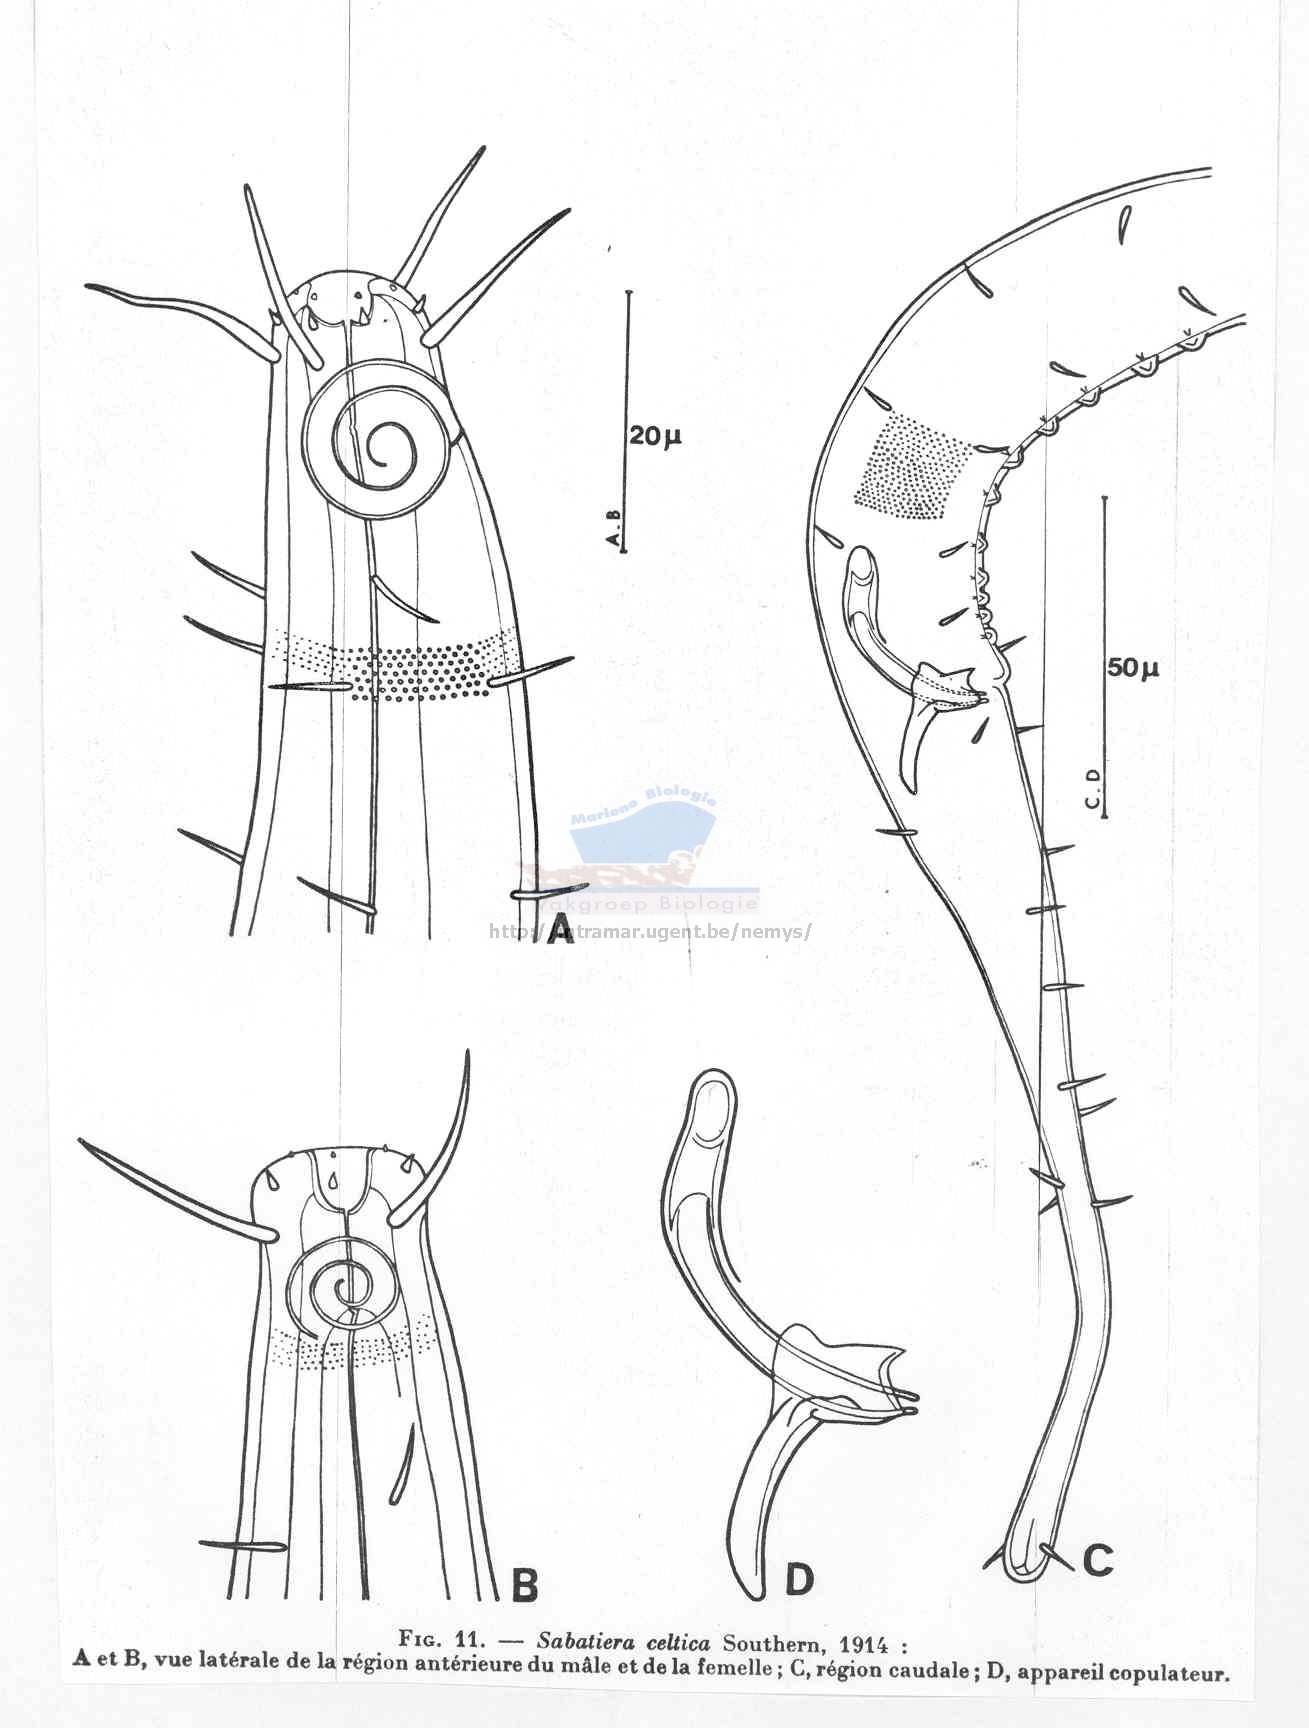 20µ
A.B
50µ
C.D
Mariene Biologie
Vakgroep Biologie
A
http://intramar.ugent.be/nemys/
B
D
C
FIG. 11. — Sabatiera celtica Southern, 1914 :
A et B, vue latérale de la région antérieure du mâle et de la femelle ; C, région caudale ; D, appareil copulateur.